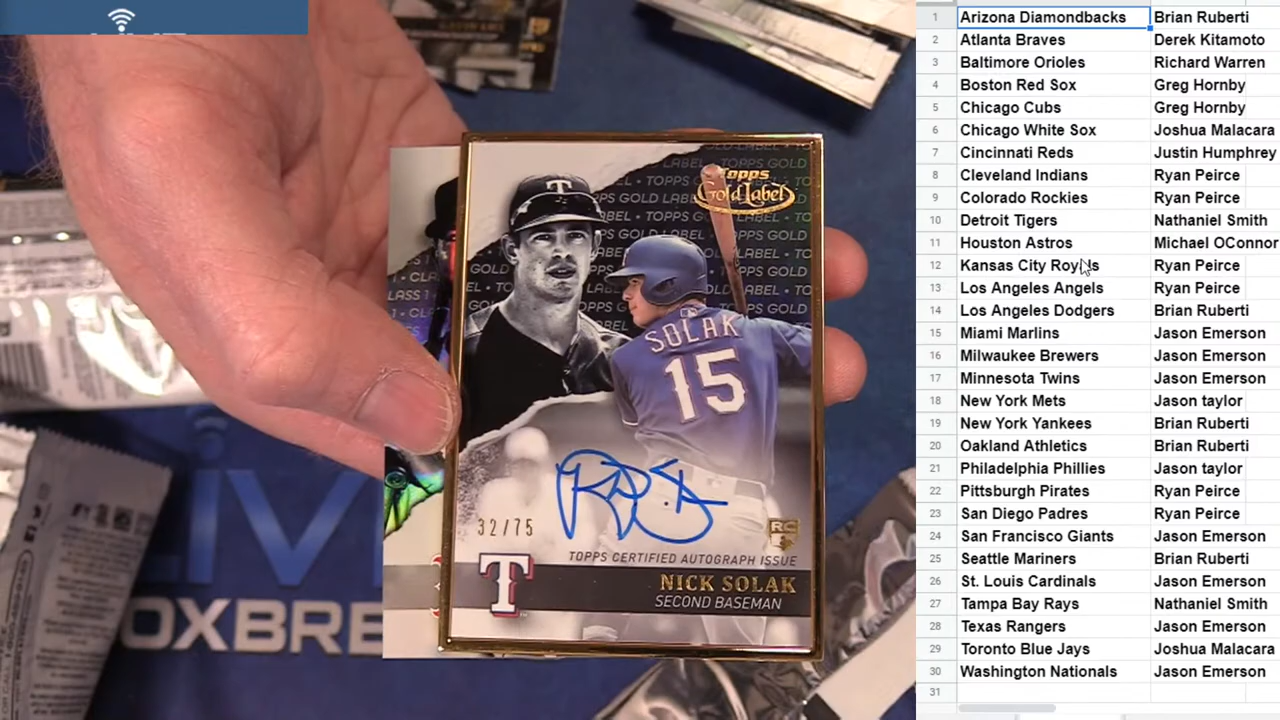 Topps
Gold Label
T
SOLAK
15
32/75
RC
TOPPS CERTIFIED AUTOGRAPH ISSUE
T
NICK SOLAK
SECOND BASEMAN
LIV
OXBRE
1 Arizona Diamondbacks Brian Ruberti
2 Atlanta Braves Derek Kitamoto
3 Baltimore Orioles Richard Warren
4 Boston Red Sox Greg Hornby
5 Chicago Cubs Greg Hornby
6 Chicago White Sox Joshua Malacara
7 Cincinnati Reds Justin Humphrey
8 Cleveland Indians Ryan Peirce
9 Colorado Rockies Ryan Peirce
10 Detroit Tigers Nathaniel Smith
11 Houston Astros Michael OConnor
12 Kansas City Royals Ryan Peirce
13 Los Angeles Angels Ryan Peirce
14 Los Angeles Dodgers Brian Ruberti
15 Miami Marlins Jason Emerson
16 Milwaukee Brewers Jason Emerson
17 Minnesota Twins Jason Emerson
18 New York Mets Jason taylor
19 New York Yankees Brian Ruberti
20 Oakland Athletics Brian Ruberti
21 Philadelphia Phillies Jason taylor
22 Pittsburgh Pirates Ryan Peirce
23 San Diego Padres Ryan Peirce
24 San Francisco Giants Jason Emerson
25 Seattle Mariners Brian Ruberti
26 St. Louis Cardinals Jason Emerson
27 Tampa Bay Rays Nathaniel Smith
28 Texas Rangers Jason Emerson
29 Toronto Blue Jays Joshua Malacara
30 Washington Nationals Jason Emerson
31